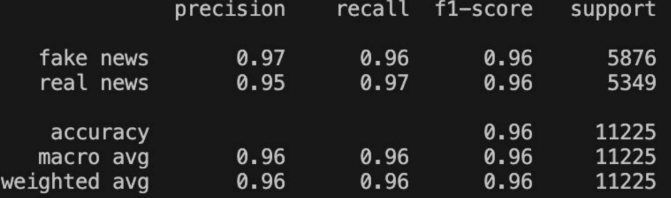 precision recall f1-score support
fake news 0.97 0.96 0.96 5876
real news 0.95 0.97 0.96 5349
accuracy 0.96 11225
macro avg 0.96 0.96 0.96 11225
weighted avg 0.96 0.96 0.96 11225